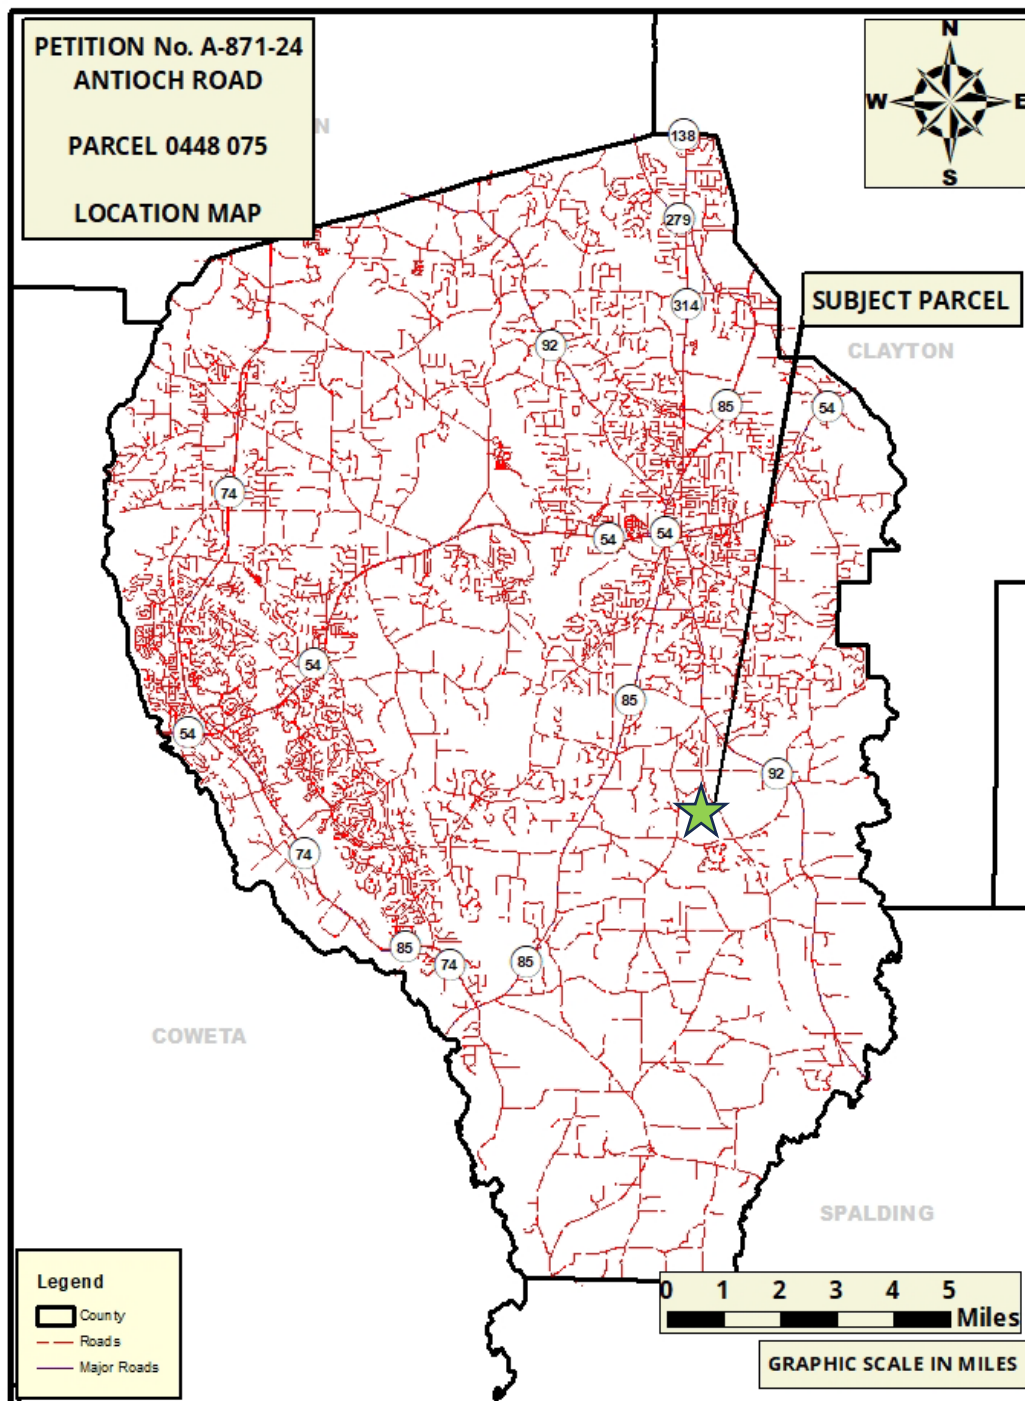 PETITION No. A-871-24
ANTIOCH ROAD
PARCEL 0448 075
LOCATION MAP
N
W E
S
N
138
279
SUBJECT PARCEL
314
92
CLAYTON
85
54
74
54
54
54
85
54
92
74
85
74
85
COWETA
SPALDING
Legend
County
Roads
Major Roads
0 1 2 3 4 5
Miles
GRAPHIC SCALE IN MILES